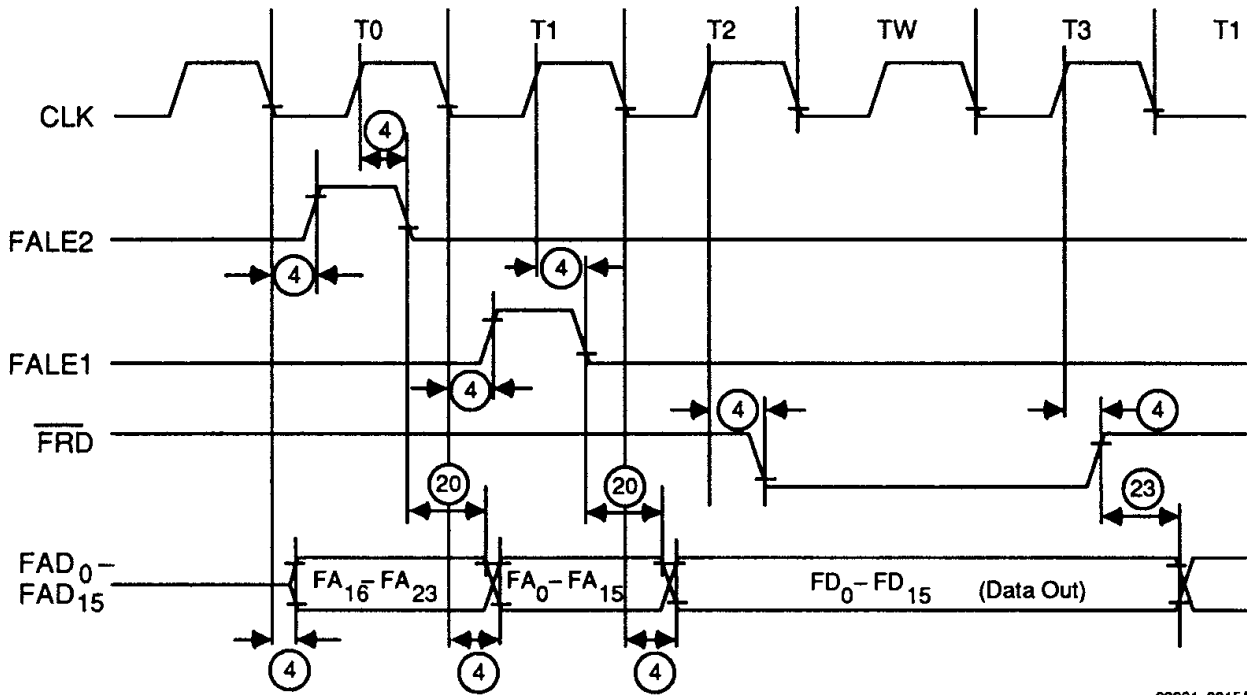 T0 T1 T2 TW T3 T1
CLK
4
FALE2
4 4
FALE1
4
4 4
FRD
20 20 23
FAD0–
FAD15
FA16–FA23 FA0–FA15 FD0–FD15 (Data Out)
4 4 4